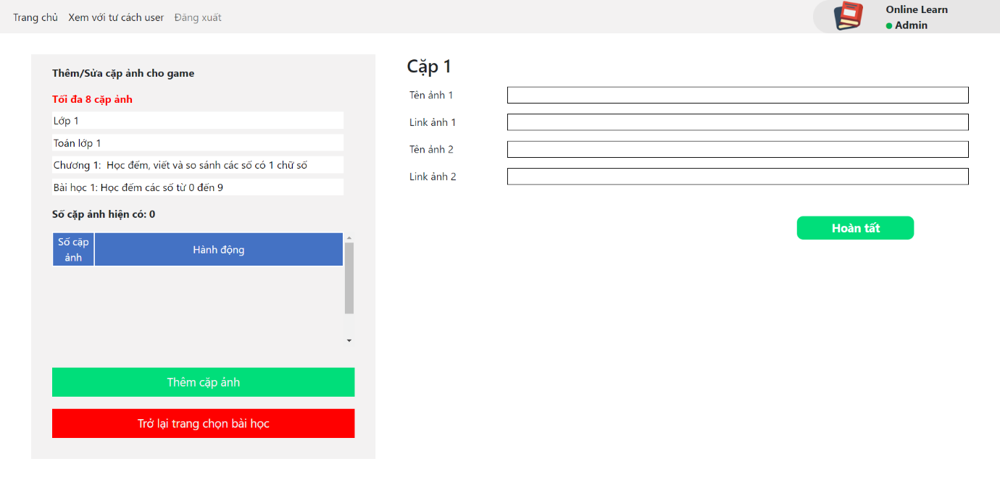 Trang chủ Xem với tư cách user Đăng xuất
Online Learn
Admin
Thêm/Sửa cặp ảnh cho game
Tối đa 8 cặp ảnh
Lớp 1
Toán lớp 1
Chương 1: Học đếm, viết và so sánh các số có 1 chữ số
Bài học 1: Học đếm các số từ 0 đến 9
Số cặp ảnh hiện có: 0
Số cặp
ảnh
Hành động
Thêm cặp ảnh
Trở lại trang chọn bài học
Cặp 1
Tên ảnh 1
Link ảnh 1
Tên ảnh 2
Link ảnh 2
Hoàn tất